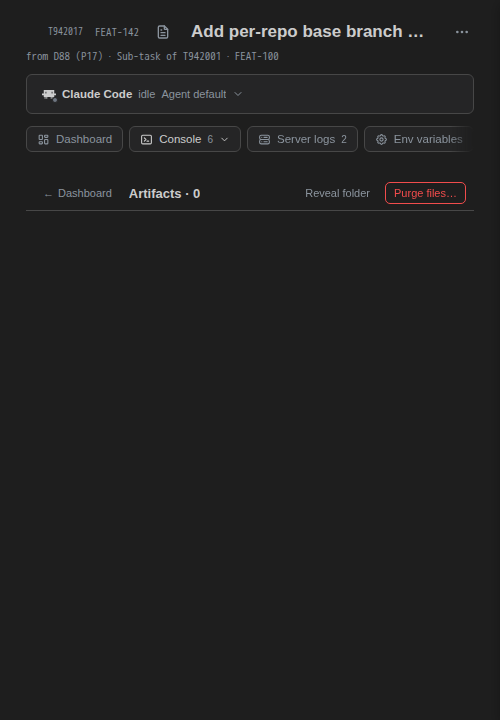 T942017 FEAT-142 Add per-repo base branch …
from D88 (P17) · Sub-task of T942001 · FEAT-100
Claude Code idle Agent default
Dashboard Console 6 Server logs 2 Env variables
← Dashboard Artifacts · 0 Reveal folder Purge files…